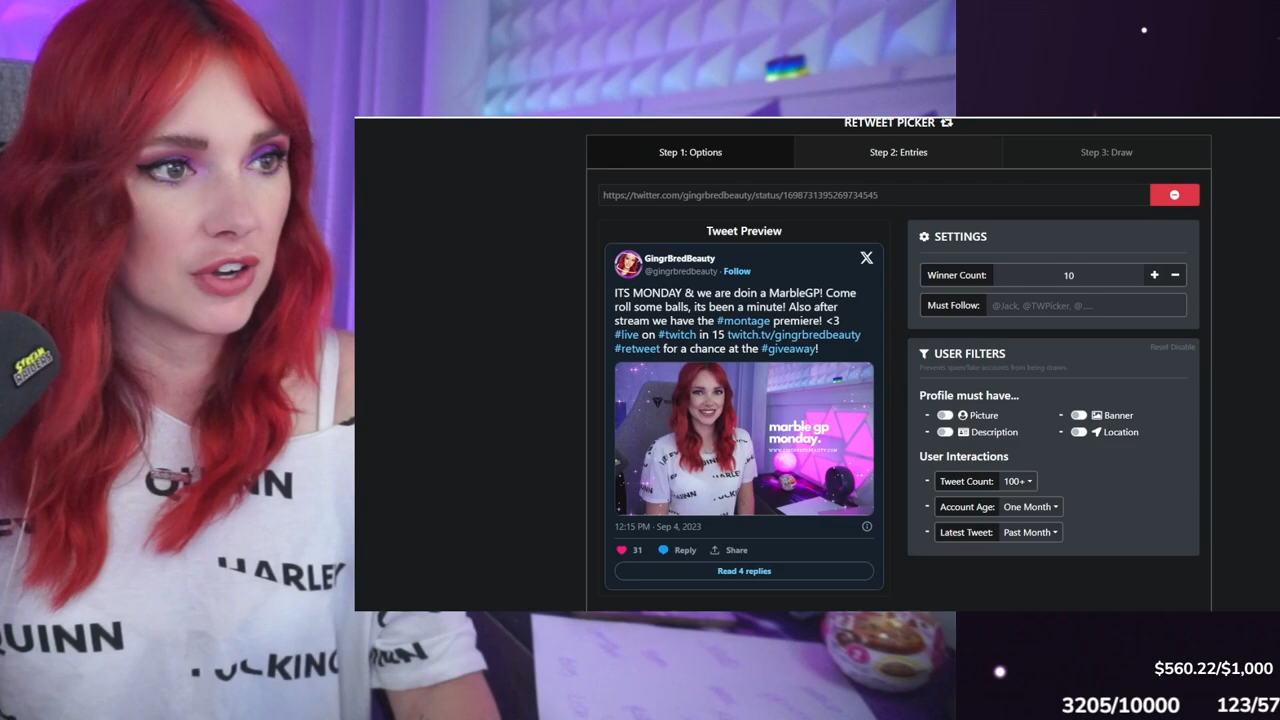 RETWEET PICKER
Step 1: Options
Step 2: Entries
Step 3: Draw
https://twitter.com/gingrbredbeauty/status/1698731395269734545
Tweet Preview
GingrBredBeauty
@gingrbredbeauty · Follow
ITS MONDAY & we are doin a MarbleGP! Come
roll some balls, its been a minute! Also after
stream we have the #montage premiere! <3
#live on #twitch in 15 twitch.tv/gingrbredbeauty
#retweet for a chance at the #giveaway!
marble gp
monday.
WWW.GINGRBREDBEAUTY.COM
12:15 PM · Sep 4, 2023
31 Reply Share
Read 4 replies
SETTINGS
Winner Count: 10 + -
Must Follow: @Jack, @TWPicker, @.....
Reset Disable
USER FILTERS
Prevents spam/fake accounts from being drawn.
Profile must have...
- Picture - Banner
- Description - Location
User Interactions
- Tweet Count: 100+
- Account Age: One Month
- Latest Tweet: Past Month
QUINN
HARLEY
QUINN
$560.22/$1,000
3205/10000
123/57